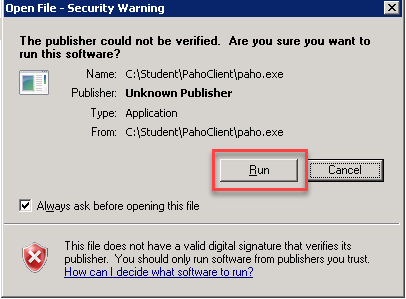 Open File - Security Warning
The publisher could not be verified.  Are you sure you want to
run this software?
Name: C:\Student\PahoClient\paho.exe
Publisher: Unknown Publisher
Type: Application
From: C:\Student\PahoClient\paho.exe
Run Cancel
Always ask before opening this file
This file does not have a valid digital signature that verifies its
publisher.  You should only run software from publishers you trust.
How can I decide what software to run?